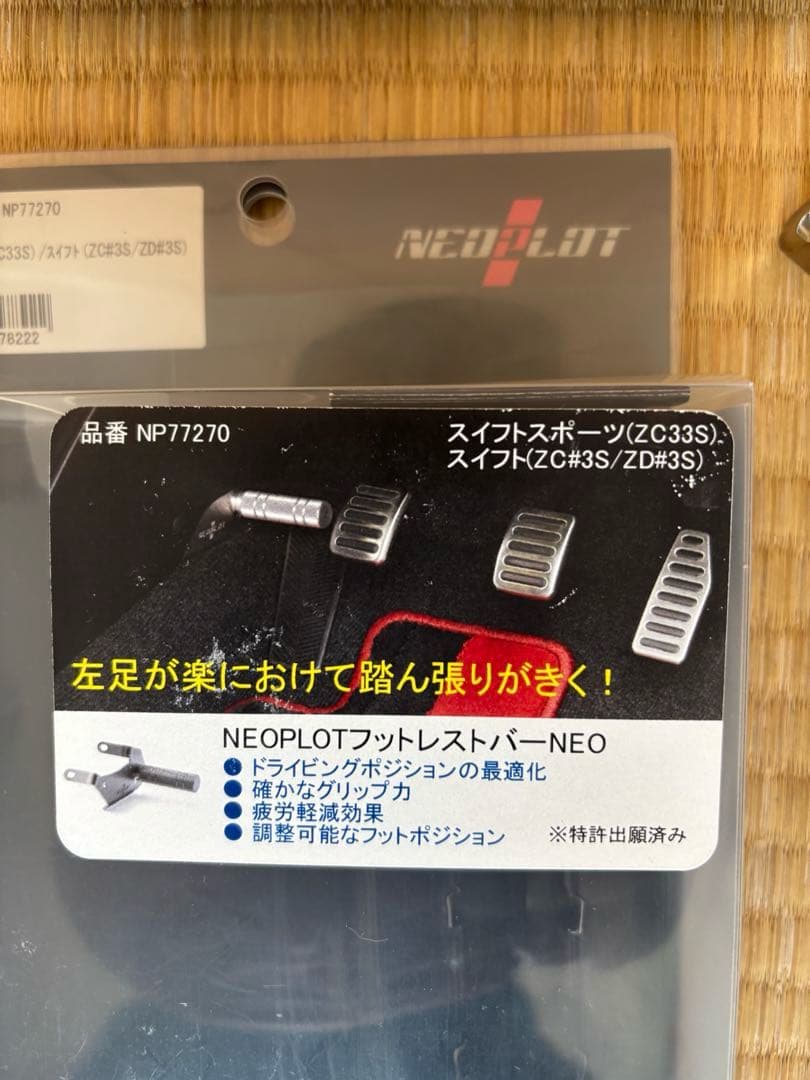 NP77270
C33S)/スイフト(ZC#3S/ZD#3S)
78222
NEOPLOT
品番 NP77270
スイフトスポーツ(ZC33S)
スイフト(ZC#3S/ZD#3S)
左足が楽におけて踏ん張りがきく！
NEOPLOTフットレストバーNEO
● ドライビングポジションの最適化
● 確かなグリップ力
● 疲労軽減効果
● 調整可能なフットポジション ※特許出願済み